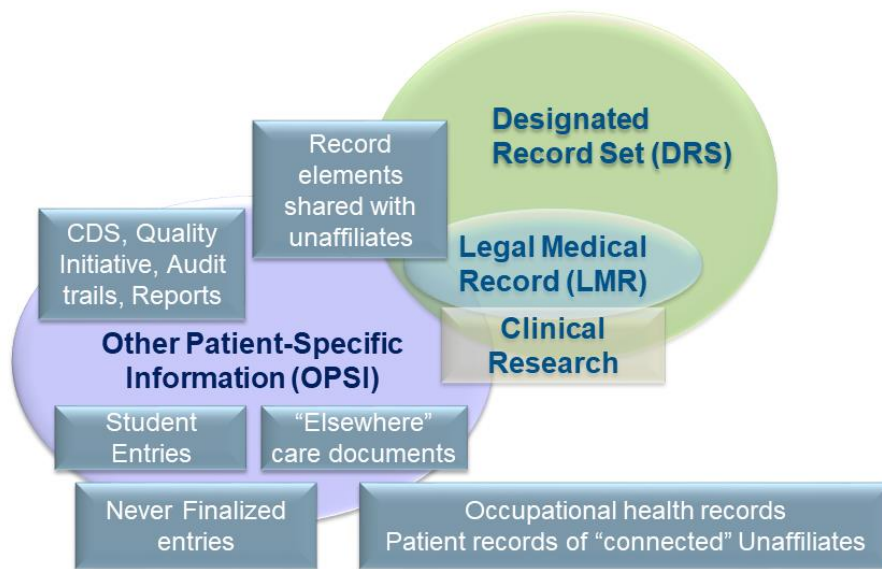 Designated
Record Set (DRS)
Record
elements
shared with
unaffiliates
CDS, Quality
Initiative, Audit
trails, Reports
Legal Medical
Record (LMR)
Clinical
Research
Other Patient-Specific
Information (OPSI)
Student
Entries
“Elsewhere”
care documents
Never Finalized
entries
Occupational health records
Patient records of “connected” Unaffiliates